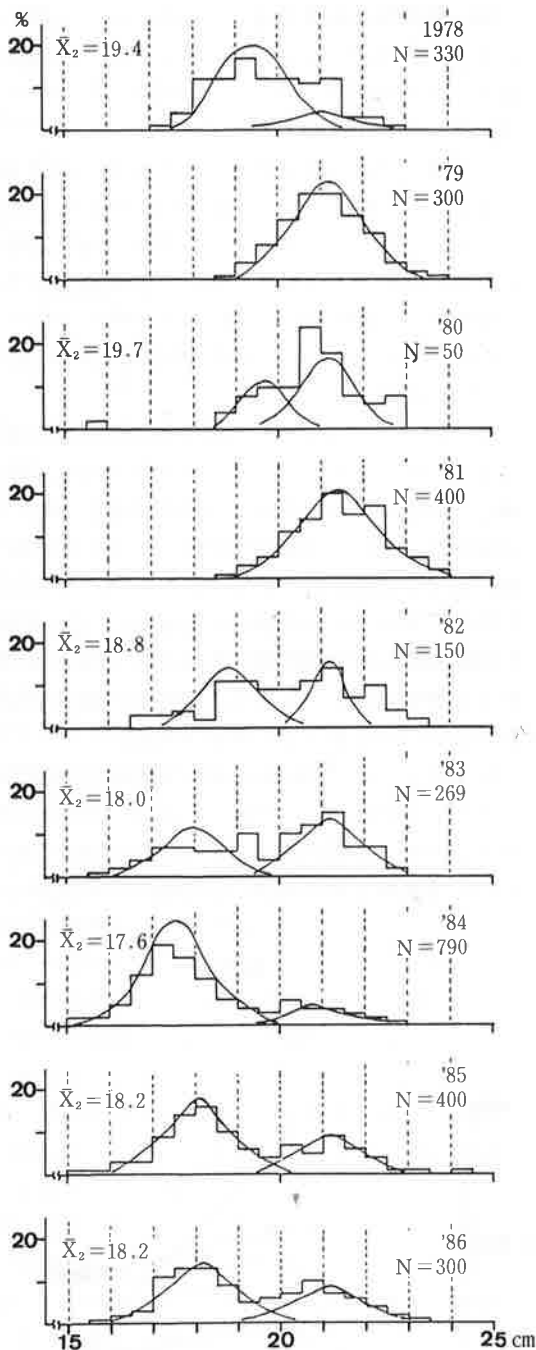 %
20
X̄₂=19.4
1978
N=330
20
'79
N=300
20
X̄₂=19.7
'80
N=50
20
'81
N=400
20
X̄₂=18.8
'82
N=150
20
X̄₂=18.0
'83
N=269
20
X̄₂=17.6
'84
N=790
20
X̄₂=18.2
'85
N=400
20
X̄₂=18.2
'86
N=300
15 20 25 cm